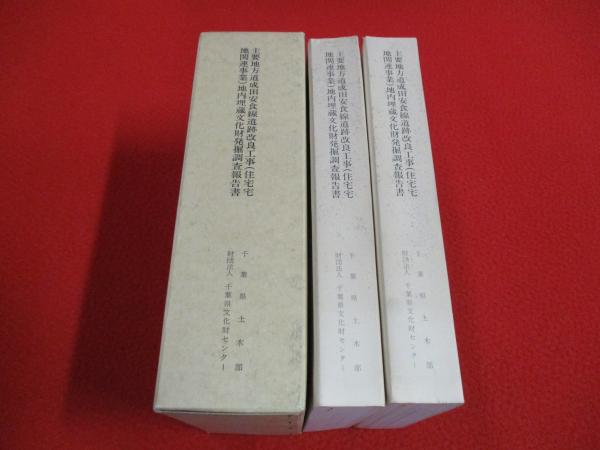 主要地方道成田安食線道跡改良工事(住宅宅
地関連事業)地内埋蔵文化財発掘調査報告書
千葉県土木部
財団法人 千葉県文化財センター
主要地方道成田安食線道跡改良工事(住宅宅
地関連事業)地内埋蔵文化財発掘調査報告書
千葉県土木部
財団法人 千葉県文化財センター
主要地方道成田安食線道跡改良工事(住宅宅
地関連事業)地内埋蔵文化財発掘調査報告書
千葉県土木部
財団法人 千葉県文化財センター